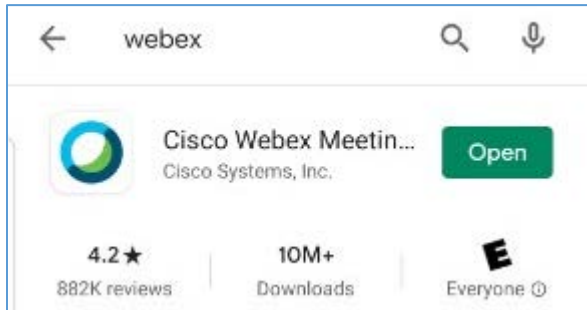 webex
Cisco Webex Meetin...
Cisco Systems, Inc.
Open
4.2★
882K reviews
10M+
Downloads
E
Everyone ⓘ